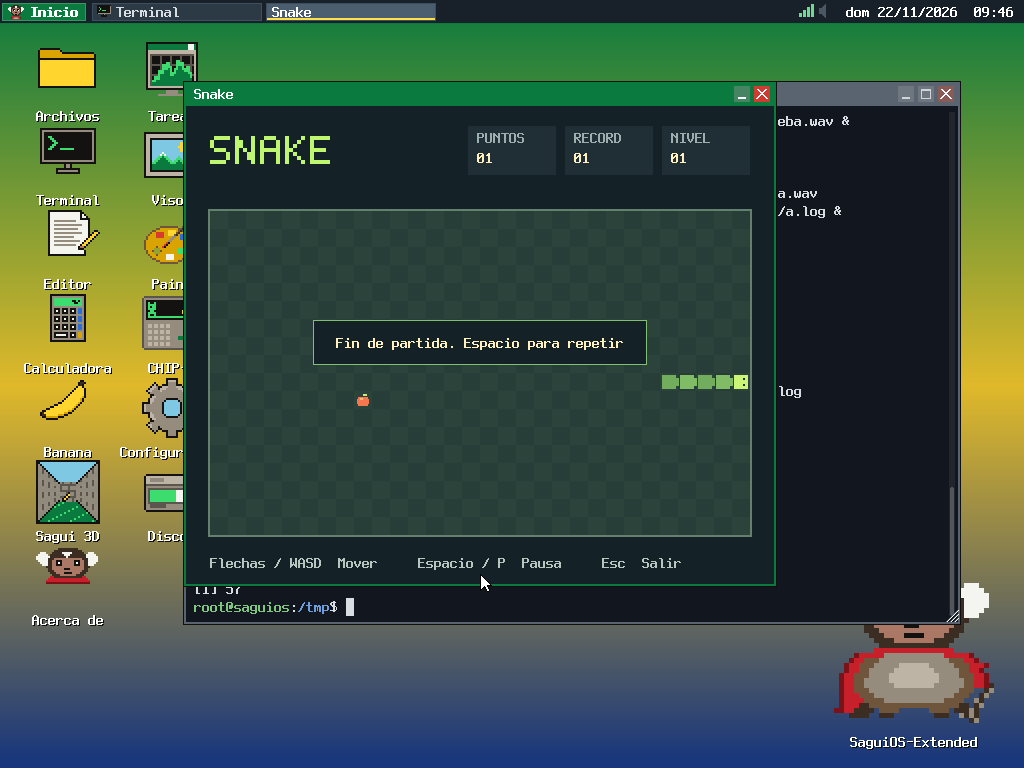 Inicio
Terminal
Snake
dom 22/11/2026 09:46
Archivos
Terminal
Editor
Calculadora
Banana
Sagui 3D
Acerca de
Snake
SNAKE
PUNTOS
01
RECORD
01
NIVEL
01
Fin de partida. Espacio para repetir
Flechas / WASD Mover Espacio / P Pausa Esc Salir
eba.wav &
a.wav
/a.log &
log
root@saguios:/tmp$
SaguiOS-Extended